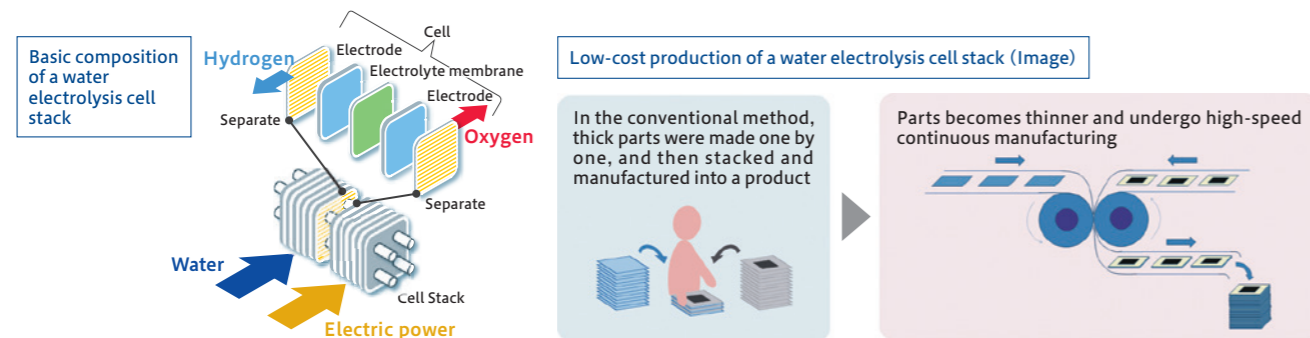 Basic composition
of a water
electrolysis cell
stack
Cell
Electrode
Hydrogen
Electrolyte membrane
Electrode
Separate
Oxygen
Separate
Water
Cell Stack
Electric power
Low-cost production of a water electrolysis cell stack (Image)
In the conventional method,
thick parts were made one by
one, and then stacked and
manufactured into a product
Parts becomes thinner and undergo high-speed
continuous manufacturing